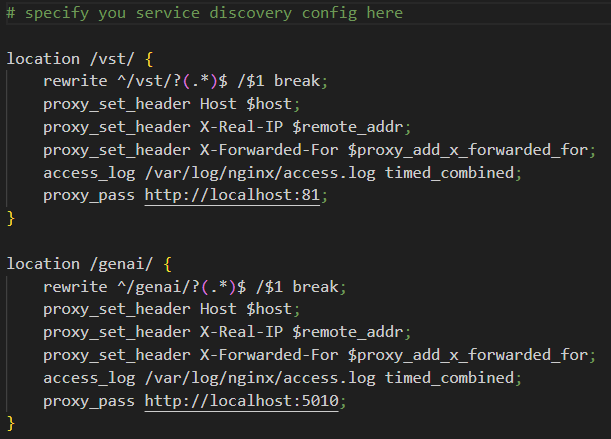 # specify you service discovery config here
location /vst/ {
rewrite ^/vst/?(.*)$ /$1 break;
proxy_set_header Host $host;
proxy_set_header X-Real-IP $remote_addr;
proxy_set_header X-Forwarded-For $proxy_add_x_forwarded_for;
access_log /var/log/nginx/access.log timed_combined;
proxy_pass http://localhost:81;
}
location /genai/ {
rewrite ^/genai/?(.*)$ /$1 break;
proxy_set_header Host $host;
proxy_set_header X-Real-IP $remote_addr;
proxy_set_header X-Forwarded-For $proxy_add_x_forwarded_for;
access_log /var/log/nginx/access.log timed_combined;
proxy_pass http://localhost:5010;
}